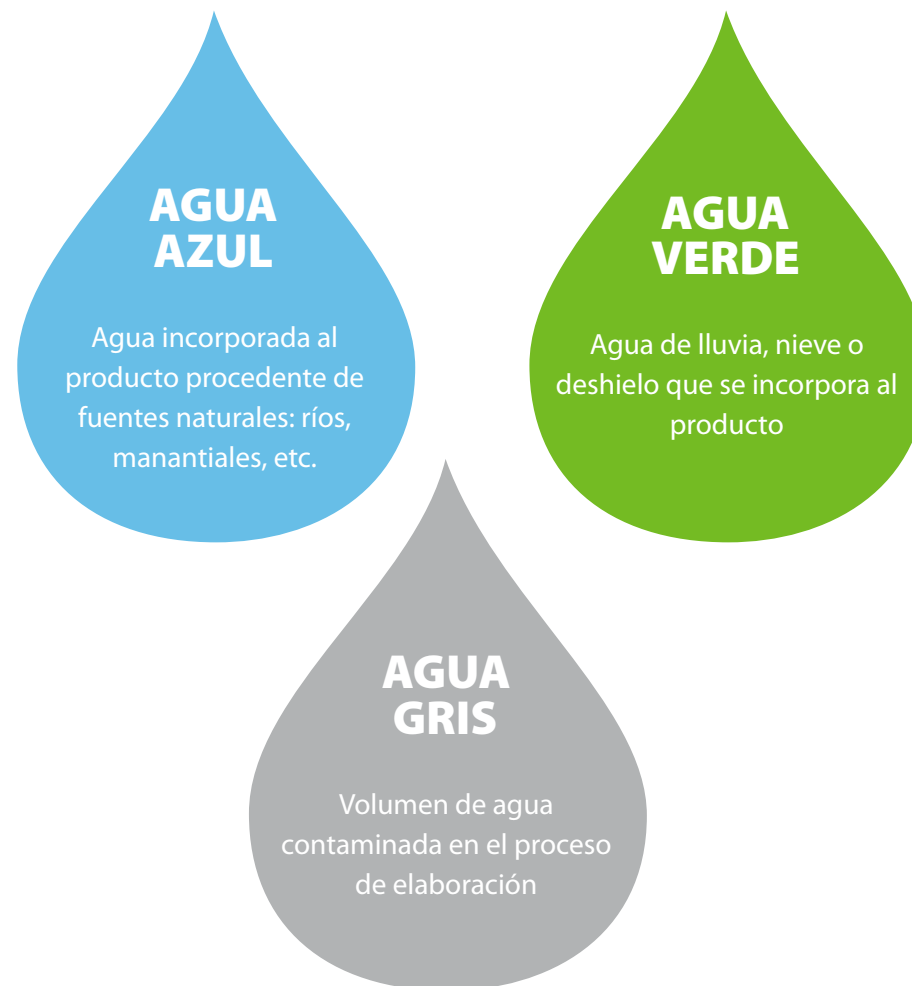 AGUA
AZUL
Agua incorporada al
producto procedente de
fuentes naturales: ríos,
manantiales, etc.
AGUA
VERDE
Agua de lluvia, nieve o
deshielo que se incorpora al
producto
AGUA
GRIS
Volumen de agua
contaminada en el proceso
de elaboración